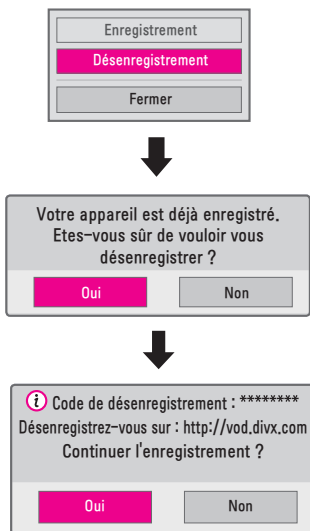 Enregistrement
Désenregistrement
Fermer
Votre appareil est déjà enregistré.
Etes-vous sûr de vouloir vous
désenregistrer ?
Oui
Non
i Code de désenregistrement : ********
Désenregistrez-vous sur : http://vod.divx.com
Continuer l'enregistrement ?
Oui
Non